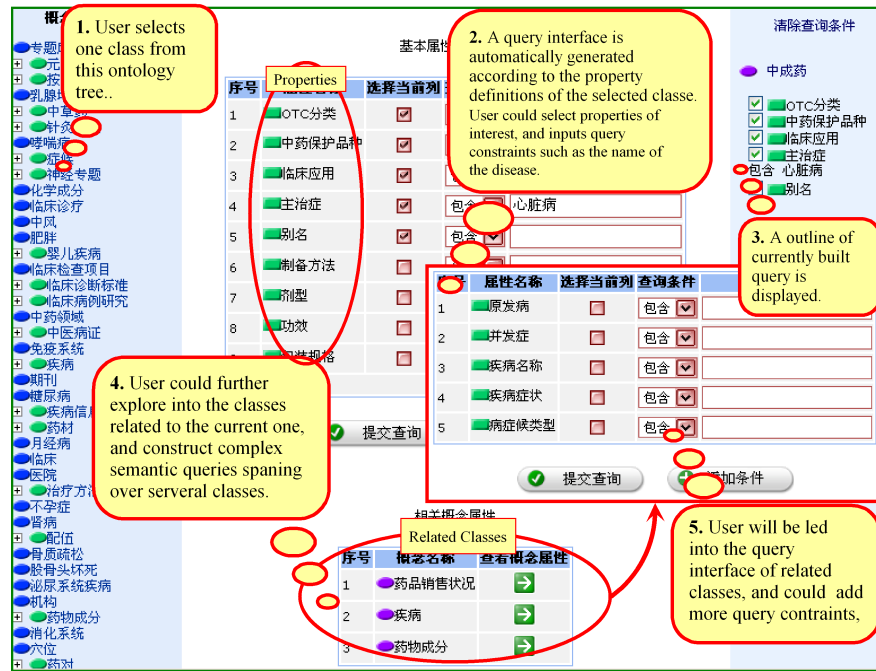 1. User selects
one class from
this ontology
tree..
专题
元
按
乳腺
中草药
针灸
哮喘病
症候
神经专题
化学成分
临床诊疗
中风
肥胖
婴儿疾病
临床检查项目
临床诊断标准
临床病例研究
中药领域
中医病证
免疫系统
疾病
期刊
糖尿病
疾病信息
药材
月经病
临床
医院
治疗方法
不孕症
肾病
配伍
骨质疏松
股骨头坏死
泌尿系统疾病
机构
药物成分
消化系统
穴位
药对
基本属性
Properties
序号 选择当前列
1 OTC分类
2 中药保护品种
3 临床应用
4 主治症 包含 心脏病
5 别名 包含
6 制备方法
7 剂型
8 功效
包装规格
提交查询
2. A query interface is
automatically generated
according to the property
definitions of the selected classe.
User could select properties of
interest, and inputs query
constraints such as the name of
the disease.
清除查询条件
中成药
OTC分类
中药保护品种
临床应用
主治症
包含 心脏病
别名
3. A outline of
currently built
query is
displayed.
序号 属性名称 选择当前列 查询条件
1 原发病 包含
2 并发症 包含
3 疾病名称 包含
4 疾病症状 包含
5 病症候类型 包含
提交查询 添加条件
4. User could further
explore into the classes
related to the current one,
and construct complex
semantic queries spaning
over serveral classes.
相关概念属性
Related Classes
序号 概念名称 查看概念属性
1 药品销售状况
2 疾病
3 药物成分
5. User will be led
into the query
interface of related
classes, and could add
more query contraints,